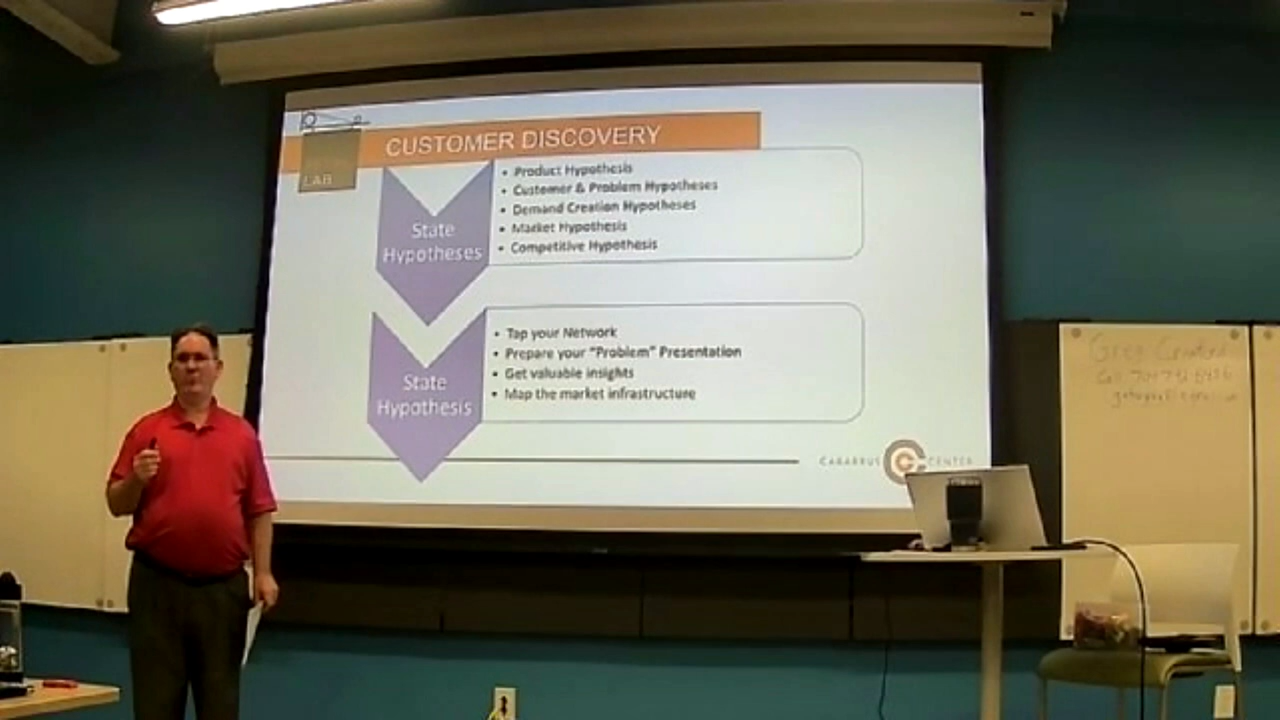 CUSTOMER DISCOVERY
LAB
State
Hypotheses
• Product Hypothesis
• Customer & Problem Hypotheses
• Demand Creation Hypotheses
• Market Hypothesis
• Competitive Hypothesis
State
Hypothesis
• Tap your Network
• Prepare your “Problem” Presentation
• Get valuable insights
• Map the market infrastructure
CABARRUS CENTER
Greg